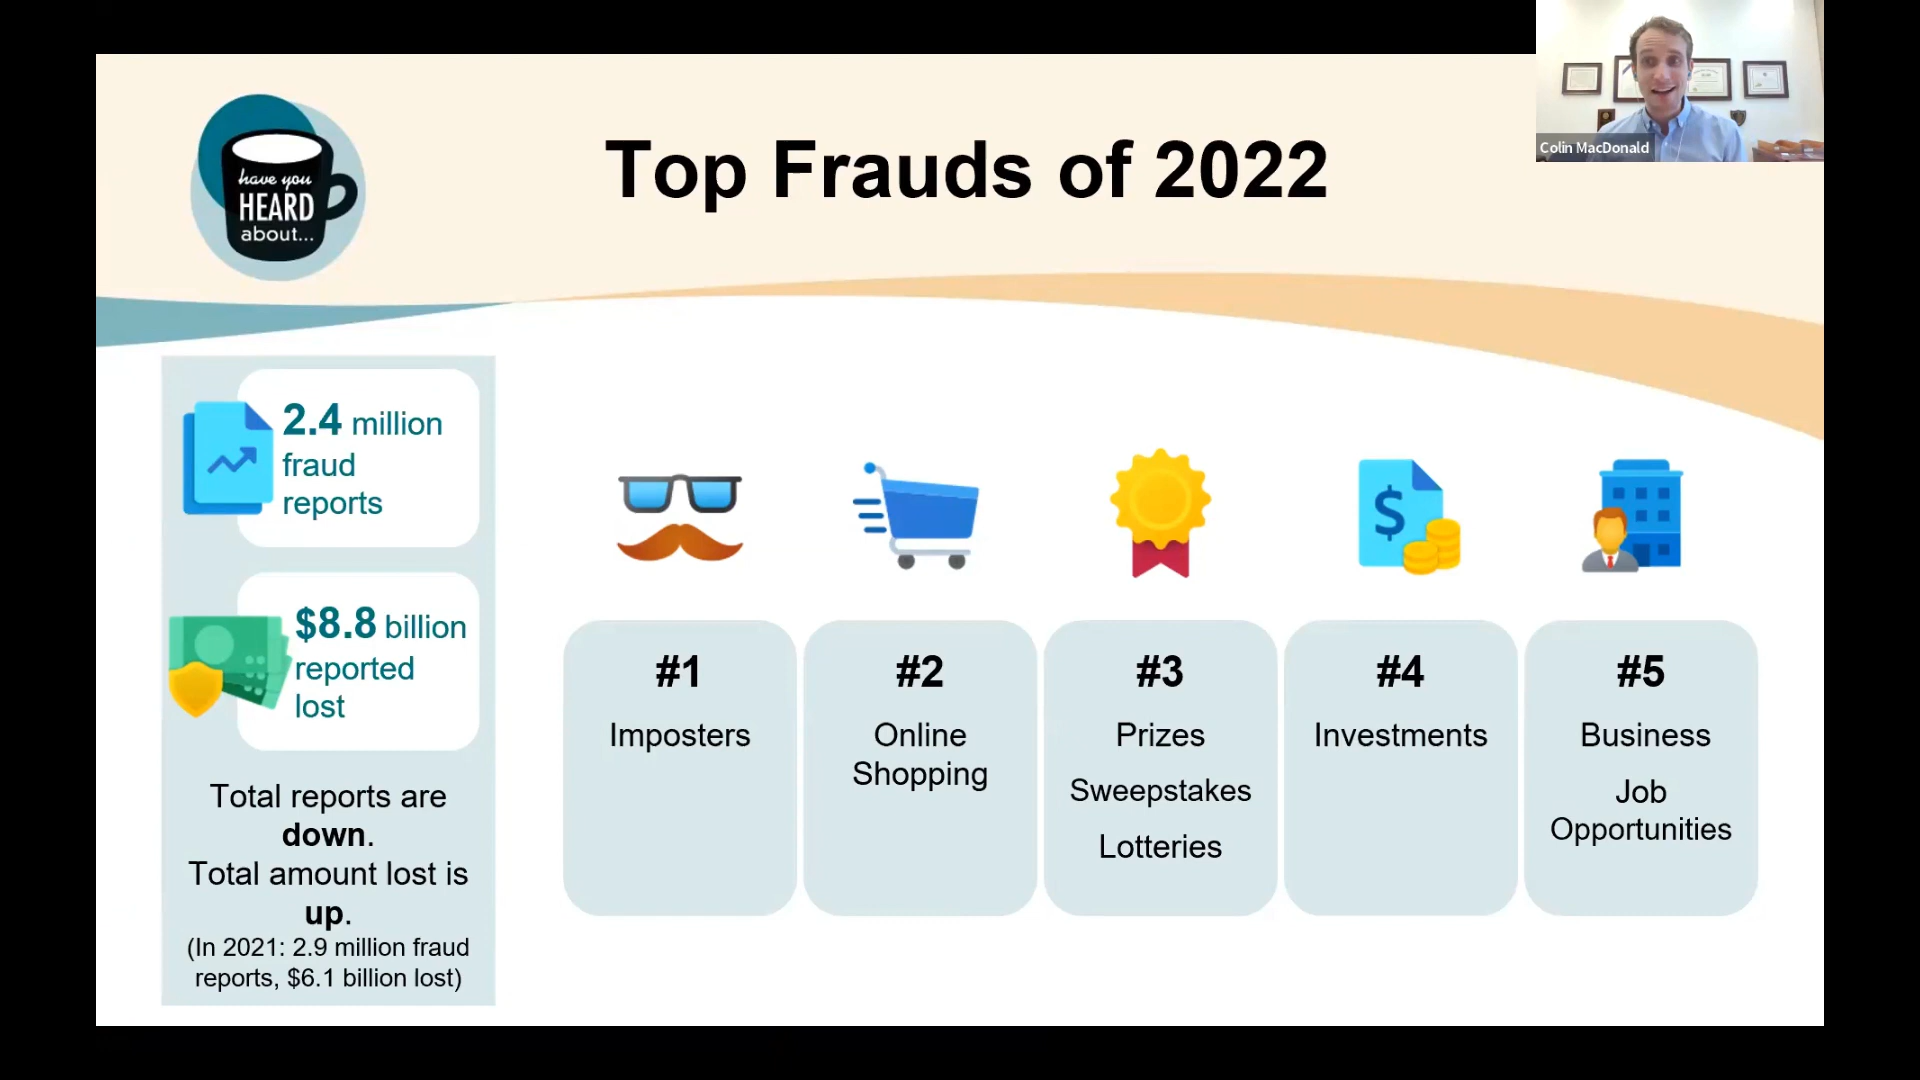 have you
HEARD
about...
Top Frauds of 2022
Colin MacDonald
2.4 million
fraud
reports
$8.8 billion
reported
lost
Total reports are
down.
Total amount lost is
up.
(In 2021: 2.9 million fraud
reports, $6.1 billion lost)
$
#1
Imposters
#2
Online
Shopping
#3
Prizes
Sweepstakes
Lotteries
#4
Investments
#5
Business
Job
Opportunities